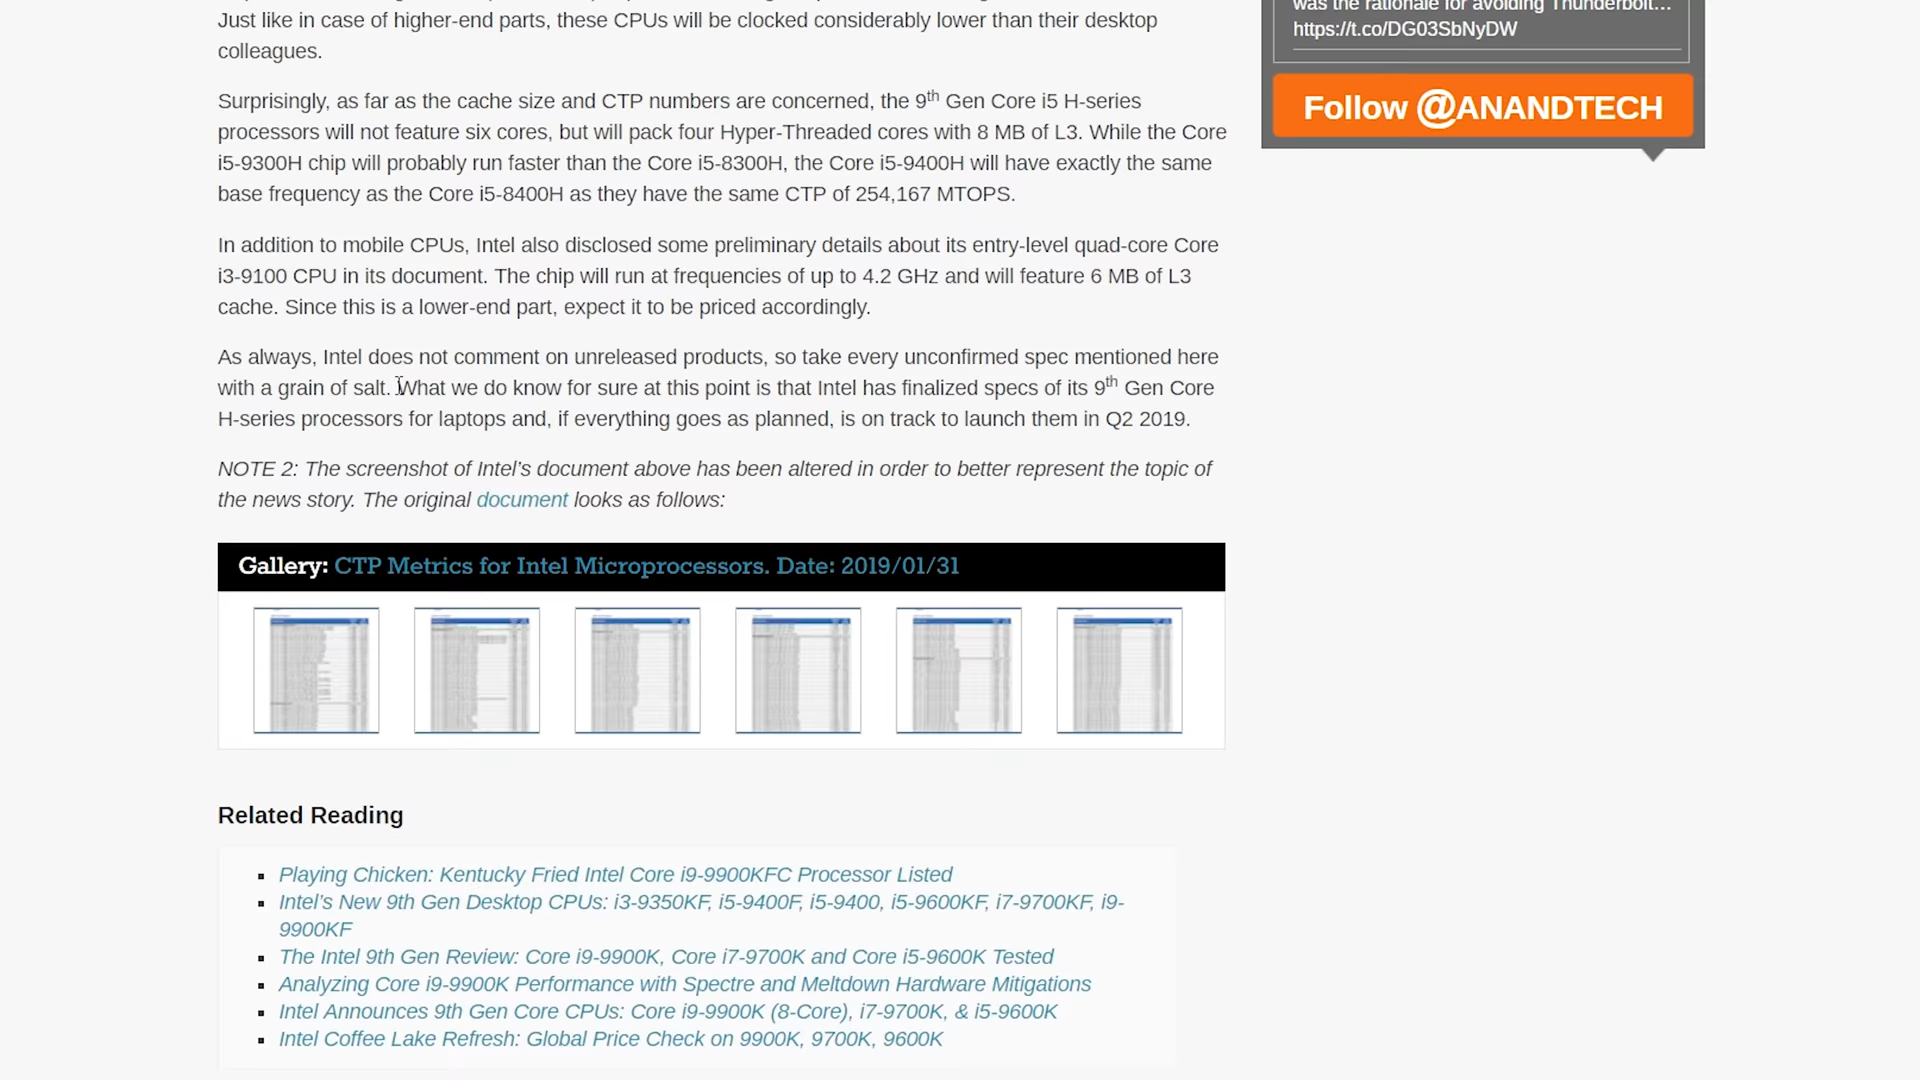 Just like in case of higher-end parts, these CPUs will be clocked considerably lower than their desktop
colleagues.
Surprisingly, as far as the cache size and CTP numbers are concerned, the 9th Gen Core i5 H-series
processors will not feature six cores, but will pack four Hyper-Threaded cores with 8 MB of L3. While the Core
i5-9300H chip will probably run faster than the Core i5-8300H, the Core i5-9400H will have exactly the same
base frequency as the Core i5-8400H as they have the same CTP of 254,167 MTOPS.
In addition to mobile CPUs, Intel also disclosed some preliminary details about its entry-level quad-core Core
i3-9100 CPU in its document. The chip will run at frequencies of up to 4.2 GHz and will feature 6 MB of L3
cache. Since this is a lower-end part, expect it to be priced accordingly.
As always, Intel does not comment on unreleased products, so take every unconfirmed spec mentioned here
with a grain of salt. What we do know for sure at this point is that Intel has finalized specs of its 9th Gen Core
H-series processors for laptops and, if everything goes as planned, is on track to launch them in Q2 2019.
NOTE 2: The screenshot of Intel’s document above has been altered in order to better represent the topic of
the news story. The original document looks as follows:
Gallery: CTP Metrics for Intel Microprocessors. Date: 2019/01/31
Related Reading
Playing Chicken: Kentucky Fried Intel Core i9-9900KFC Processor Listed
Intel’s New 9th Gen Desktop CPUs: i3-9350KF, i5-9400F, i5-9400, i5-9600KF, i7-9700KF, i9-
9900KF
The Intel 9th Gen Review: Core i9-9900K, Core i7-9700K and Core i5-9600K Tested
Analyzing Core i9-9900K Performance with Spectre and Meltdown Hardware Mitigations
Intel Announces 9th Gen Core CPUs: Core i9-9900K (8-Core), i7-9700K, & i5-9600K
Intel Coffee Lake Refresh: Global Price Check on 9900K, 9700K, 9600K
was the rationale for avoiding Thunderbolt…
https://t.co/DG03SbNyDW
Follow @ANANDTECH